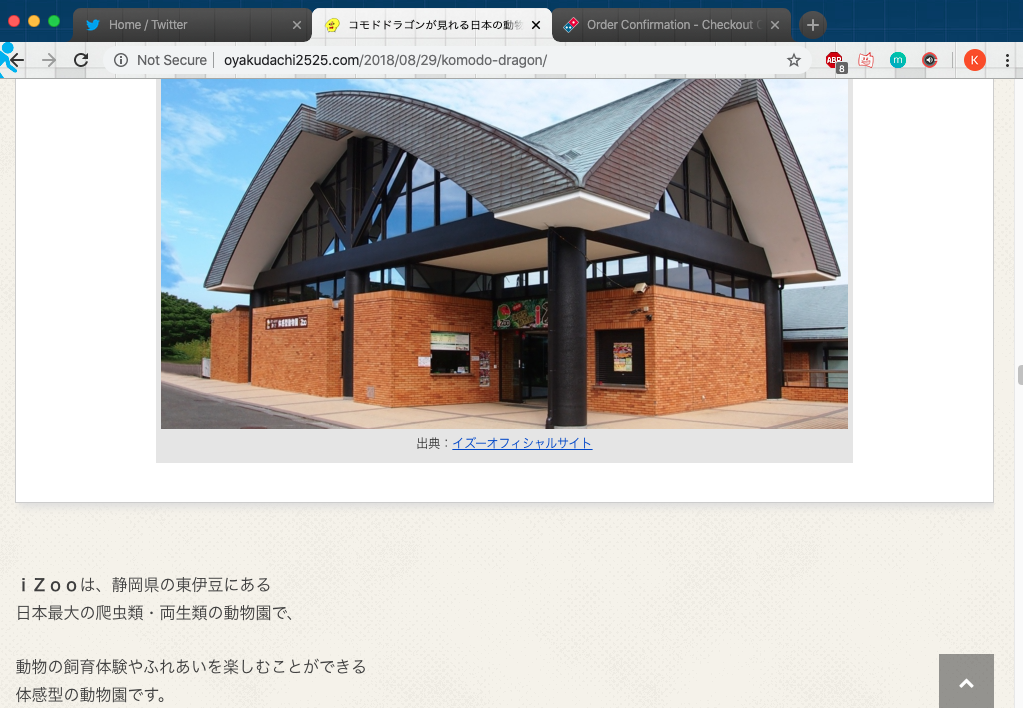 Home / Twitter
コモドドラゴンが見れる日本の動物
Order Confirmation - Checkout
Not Secure
oyakudachi2525.com/2018/08/29/komodo-dragon/
ABP
8
m
K
出典：イズーオフィシャルサイト
ｉＺｏｏは、静岡県の東伊豆にある
日本最大の爬虫類・両生類の動物園で、
動物の飼育体験やふれあいを楽しむことができる
体感型の動物園です。